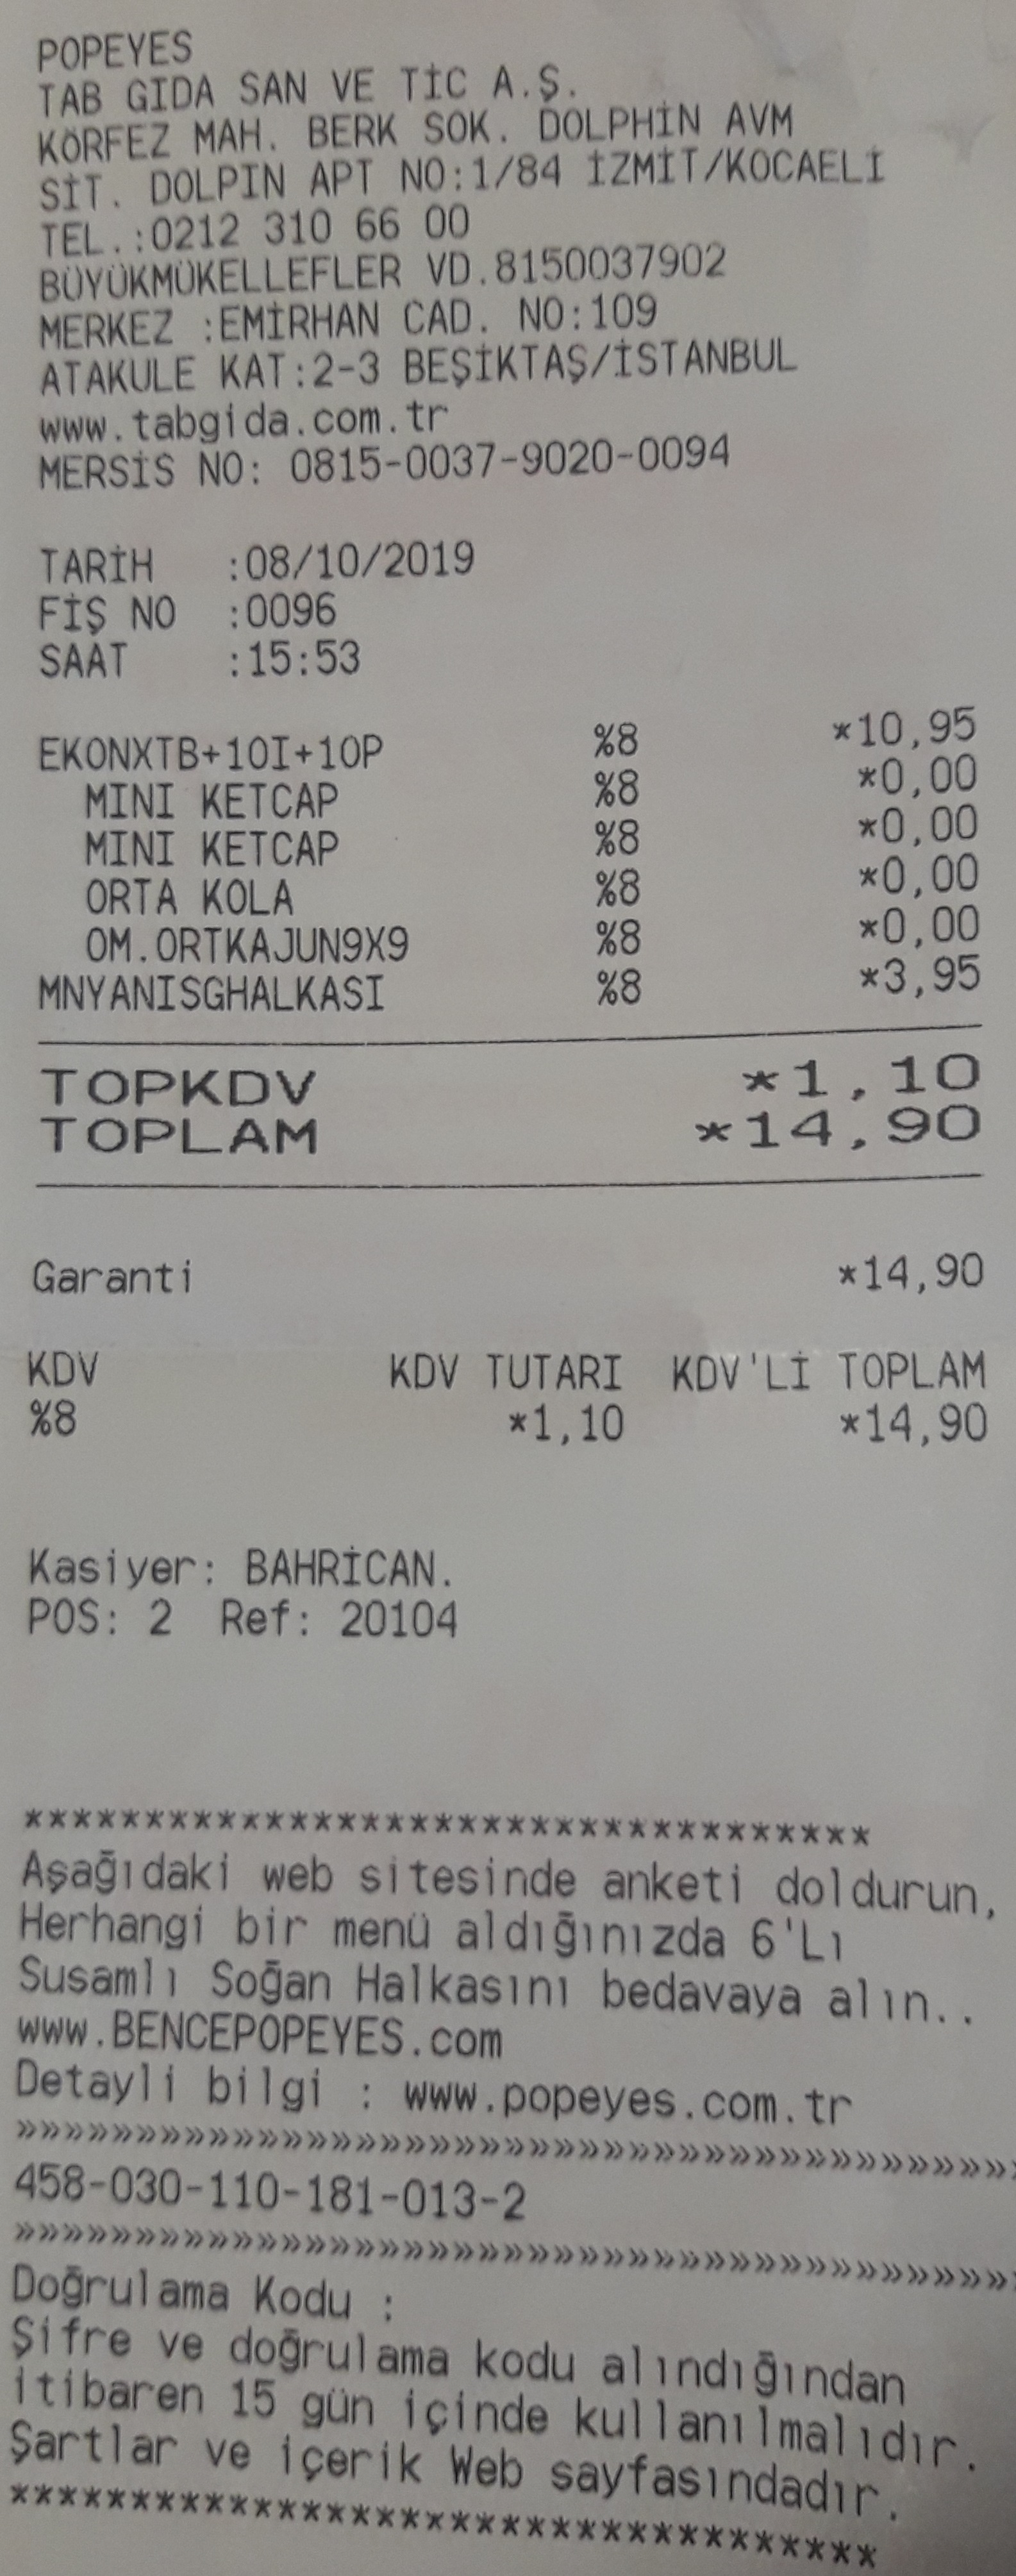 POPEYES
TAB GIDA SAN VE TİC A.Ş.
KÖRFEZ MAH. BERK SOK. DOLPHİN AVM
SİT. DOLPIN APT NO:1/84 İZMİT/KOCAELİ
TEL.:0212 310 66 00
BÜYÜKMÜKELLEFLER VD.8150037902
MERKEZ :EMİRHAN CAD. NO:109
ATAKULE KAT:2-3 BEŞİKTAŞ/İSTANBUL
www.tabgida.com.tr
MERSİS NO: 0815-0037-9020-0094
TARİH :08/10/2019
FİŞ NO :0096
SAAT :15:53
EKONXTB+10I+10P %8 *10,95
MINI KETCAP %8 *0,00
MINI KETCAP %8 *0,00
ORTA KOLA %8 *0,00
OM.ORTKAJUN9X9 %8 *0,00
MNYANISGHALKASI %8 *3,95
TOPKDV *1,10
TOPLAM *14,90
Garanti *14,90
KDV KDV TUTARI KDV'Lİ TOPLAM
%8 *1,10 *14,90
Kasiyer: BAHRİCAN.
POS: 2 Ref: 20104
***********************************
Aşağıdaki web sitesinde anketi doldurun,
Herhangi bir menü aldığınızda 6'Lı
Susamlı Soğan Halkasını bedavaya alın..
www.BENCEPOPEYES.com
Detayli bilgi : www.popeyes.com.tr
»»»»»»»»»»»»»»»»»»»»»»»»»»»»»»»»»»»»»»»»
458-030-110-181-013-2
»»»»»»»»»»»»»»»»»»»»»»»»»»»»»»»»»»»»»»»»
Doğrulama Kodu :
Şifre ve doğrulama kodu alındığından
itibaren 15 gün içinde kullanılmalıdır.
Şartlar ve içerik Web sayfasındadır.
***********************************